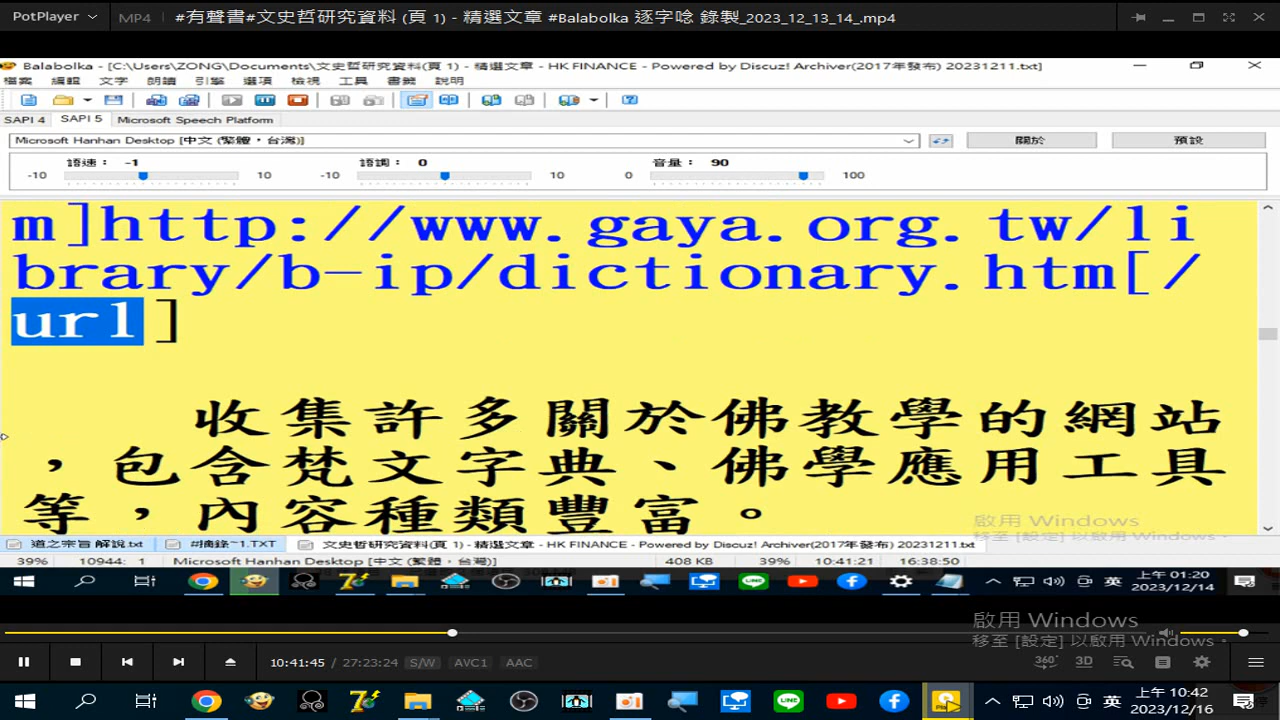 PotPlayer MP4 #有聲書#文史哲研究資料 (頁 1) - 精選文章 #Balabolka 逐字唸 錄製_2023_12_13_14_.mp4
Balabolka - [C:\Users\ZONG\Documents\文史哲研究資料(頁 1) - 精選文章 - HK FINANCE - Powered by Discuz! Archiver(2017年發布) 20231211.txt]
檔案 編輯 文字 朗讀 引擎 選項 檢視 工具 書籤 說明
SAPI 4 SAPI 5 Microsoft Speech Platform
Microsoft Hanhan Desktop [中文 (繁體，台灣)] 關於 預設
語速： -1 語調： 0 音量： 90
-10 10 -10 10 0 100
m]http://www.gaya.org.tw/li
brary/b-ip/dictionary.htm[/
url]
收集許多關於佛教學的網站
，包含梵文字典、佛學應用工具
等，內容種類豐富。
啟用 Windows
移至 [設定] 以啟用 Windows。
道之宗旨 解說.txt #摘錄~1.TXT 文史哲研究資料(頁 1) - 精選文章 - HK FINANCE - Powered by Discuz! Archiver(2017年發布) 20231211.txt
39% 10944: 1 Microsoft Hanhan Desktop [中文 (繁體，台灣)] 408 KB 39% 10:41:21 16:38:50
英 上午 01:20
2023/12/14
啟用 Windows
移至 [設定] 以啟用 Windows。
10:41:45 / 27:23:24 S/W AVC1 AAC 360° 3D
英 上午 10:42
2023/12/16